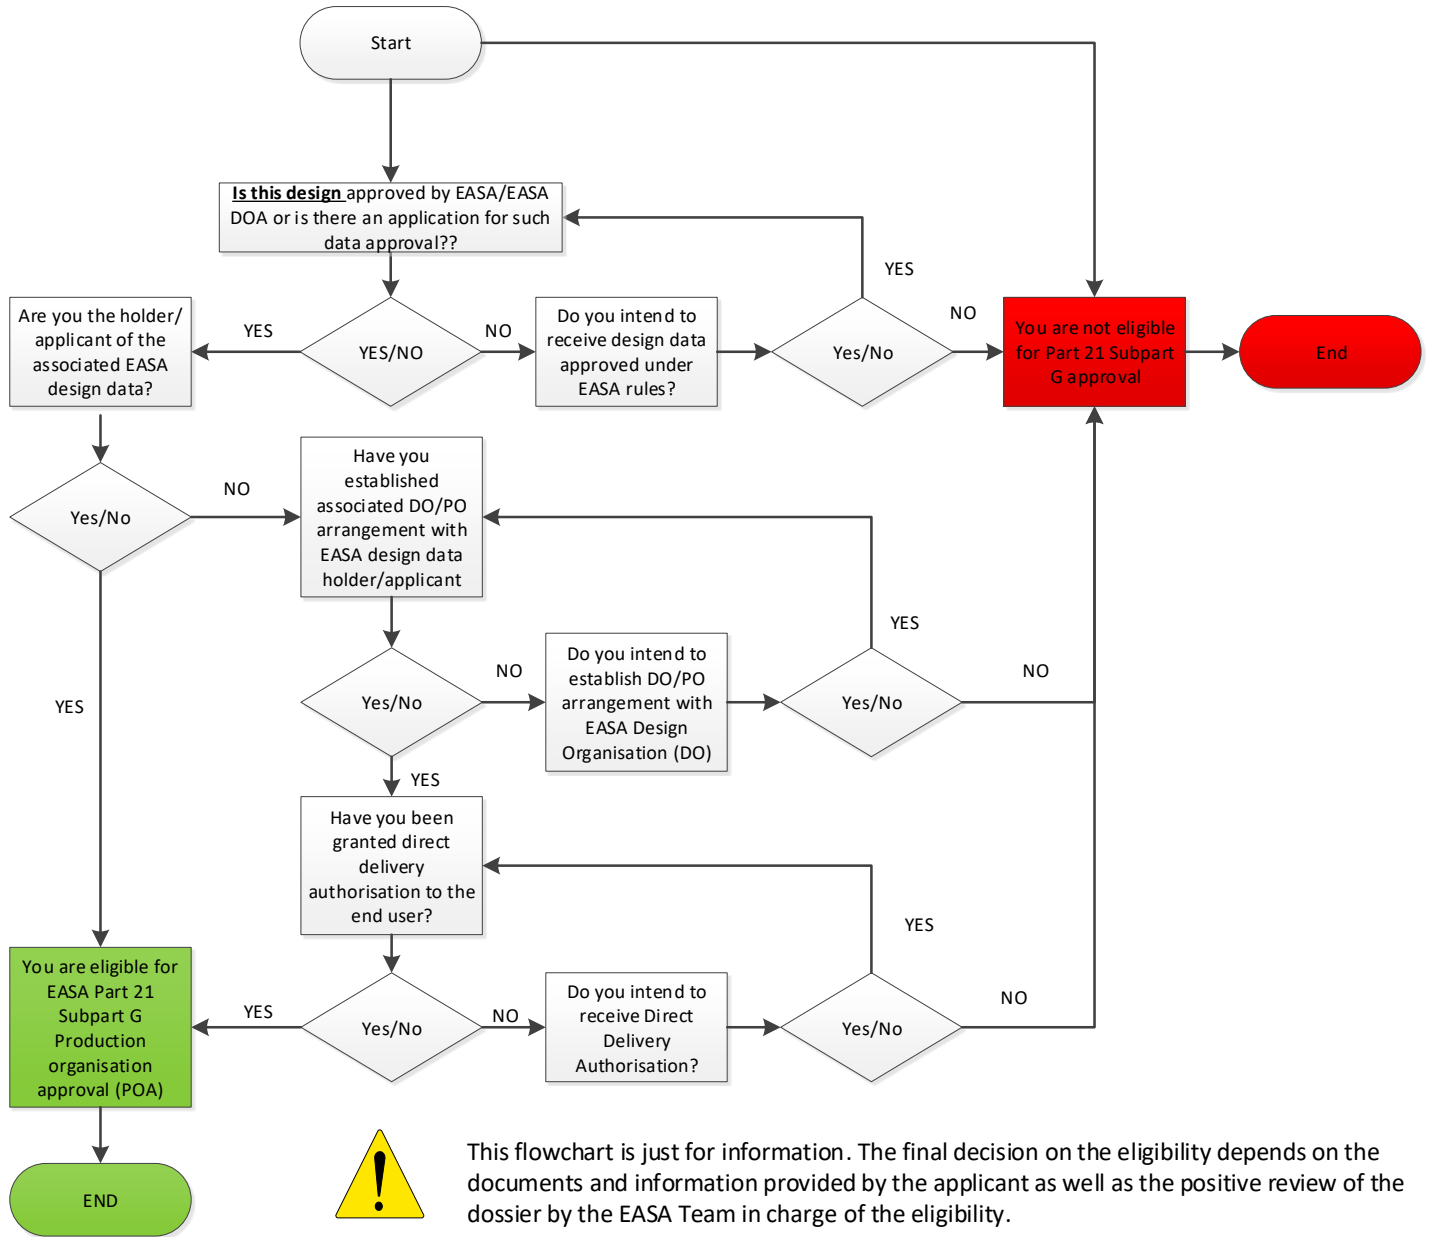 Start
Is this design approved by EASA/EASA
DOA or is there an application for such
data approval??
YES
Are you the holder/
applicant of the
associated EASA
design data?
YES
YES/NO
NO
Do you intend to
receive design data
approved under
EASA rules?
Yes/No
NO
You are not eligible
for Part 21 Subpart
G approval
End
Yes/No
NO
Have you
established
associated DO/PO
arrangement with
EASA design data
holder/applicant
YES
YES
Yes/No
NO
Do you intend to
establish DO/PO
arrangement with
EASA Design
Organisation (DO)
Yes/No
NO
YES
Have you been
granted direct
delivery
authorisation to the
end user?
YES
You are eligible for
EASA Part 21
Subpart G
Production
organisation
approval (POA)
YES
Yes/No
NO
Do you intend to
receive Direct
Delivery
Authorisation?
Yes/No
NO
END
!
This flowchart is just for information. The final decision on the eligibility depends on the
documents and information provided by the applicant as well as the positive review of the
dossier by the EASA Team in charge of the eligibility.